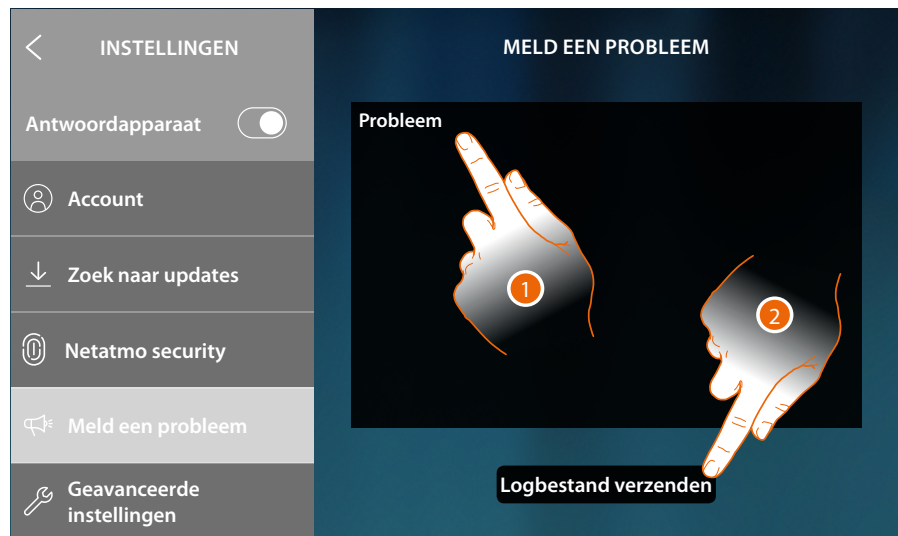 INSTELLINGEN
Antwoordapparaat
Account
Zoek naar updates
Netatmo security
Meld een probleem
Geavanceerde
instellingen
MELD EEN PROBLEEM
Probleem
1
2
Logbestand verzenden